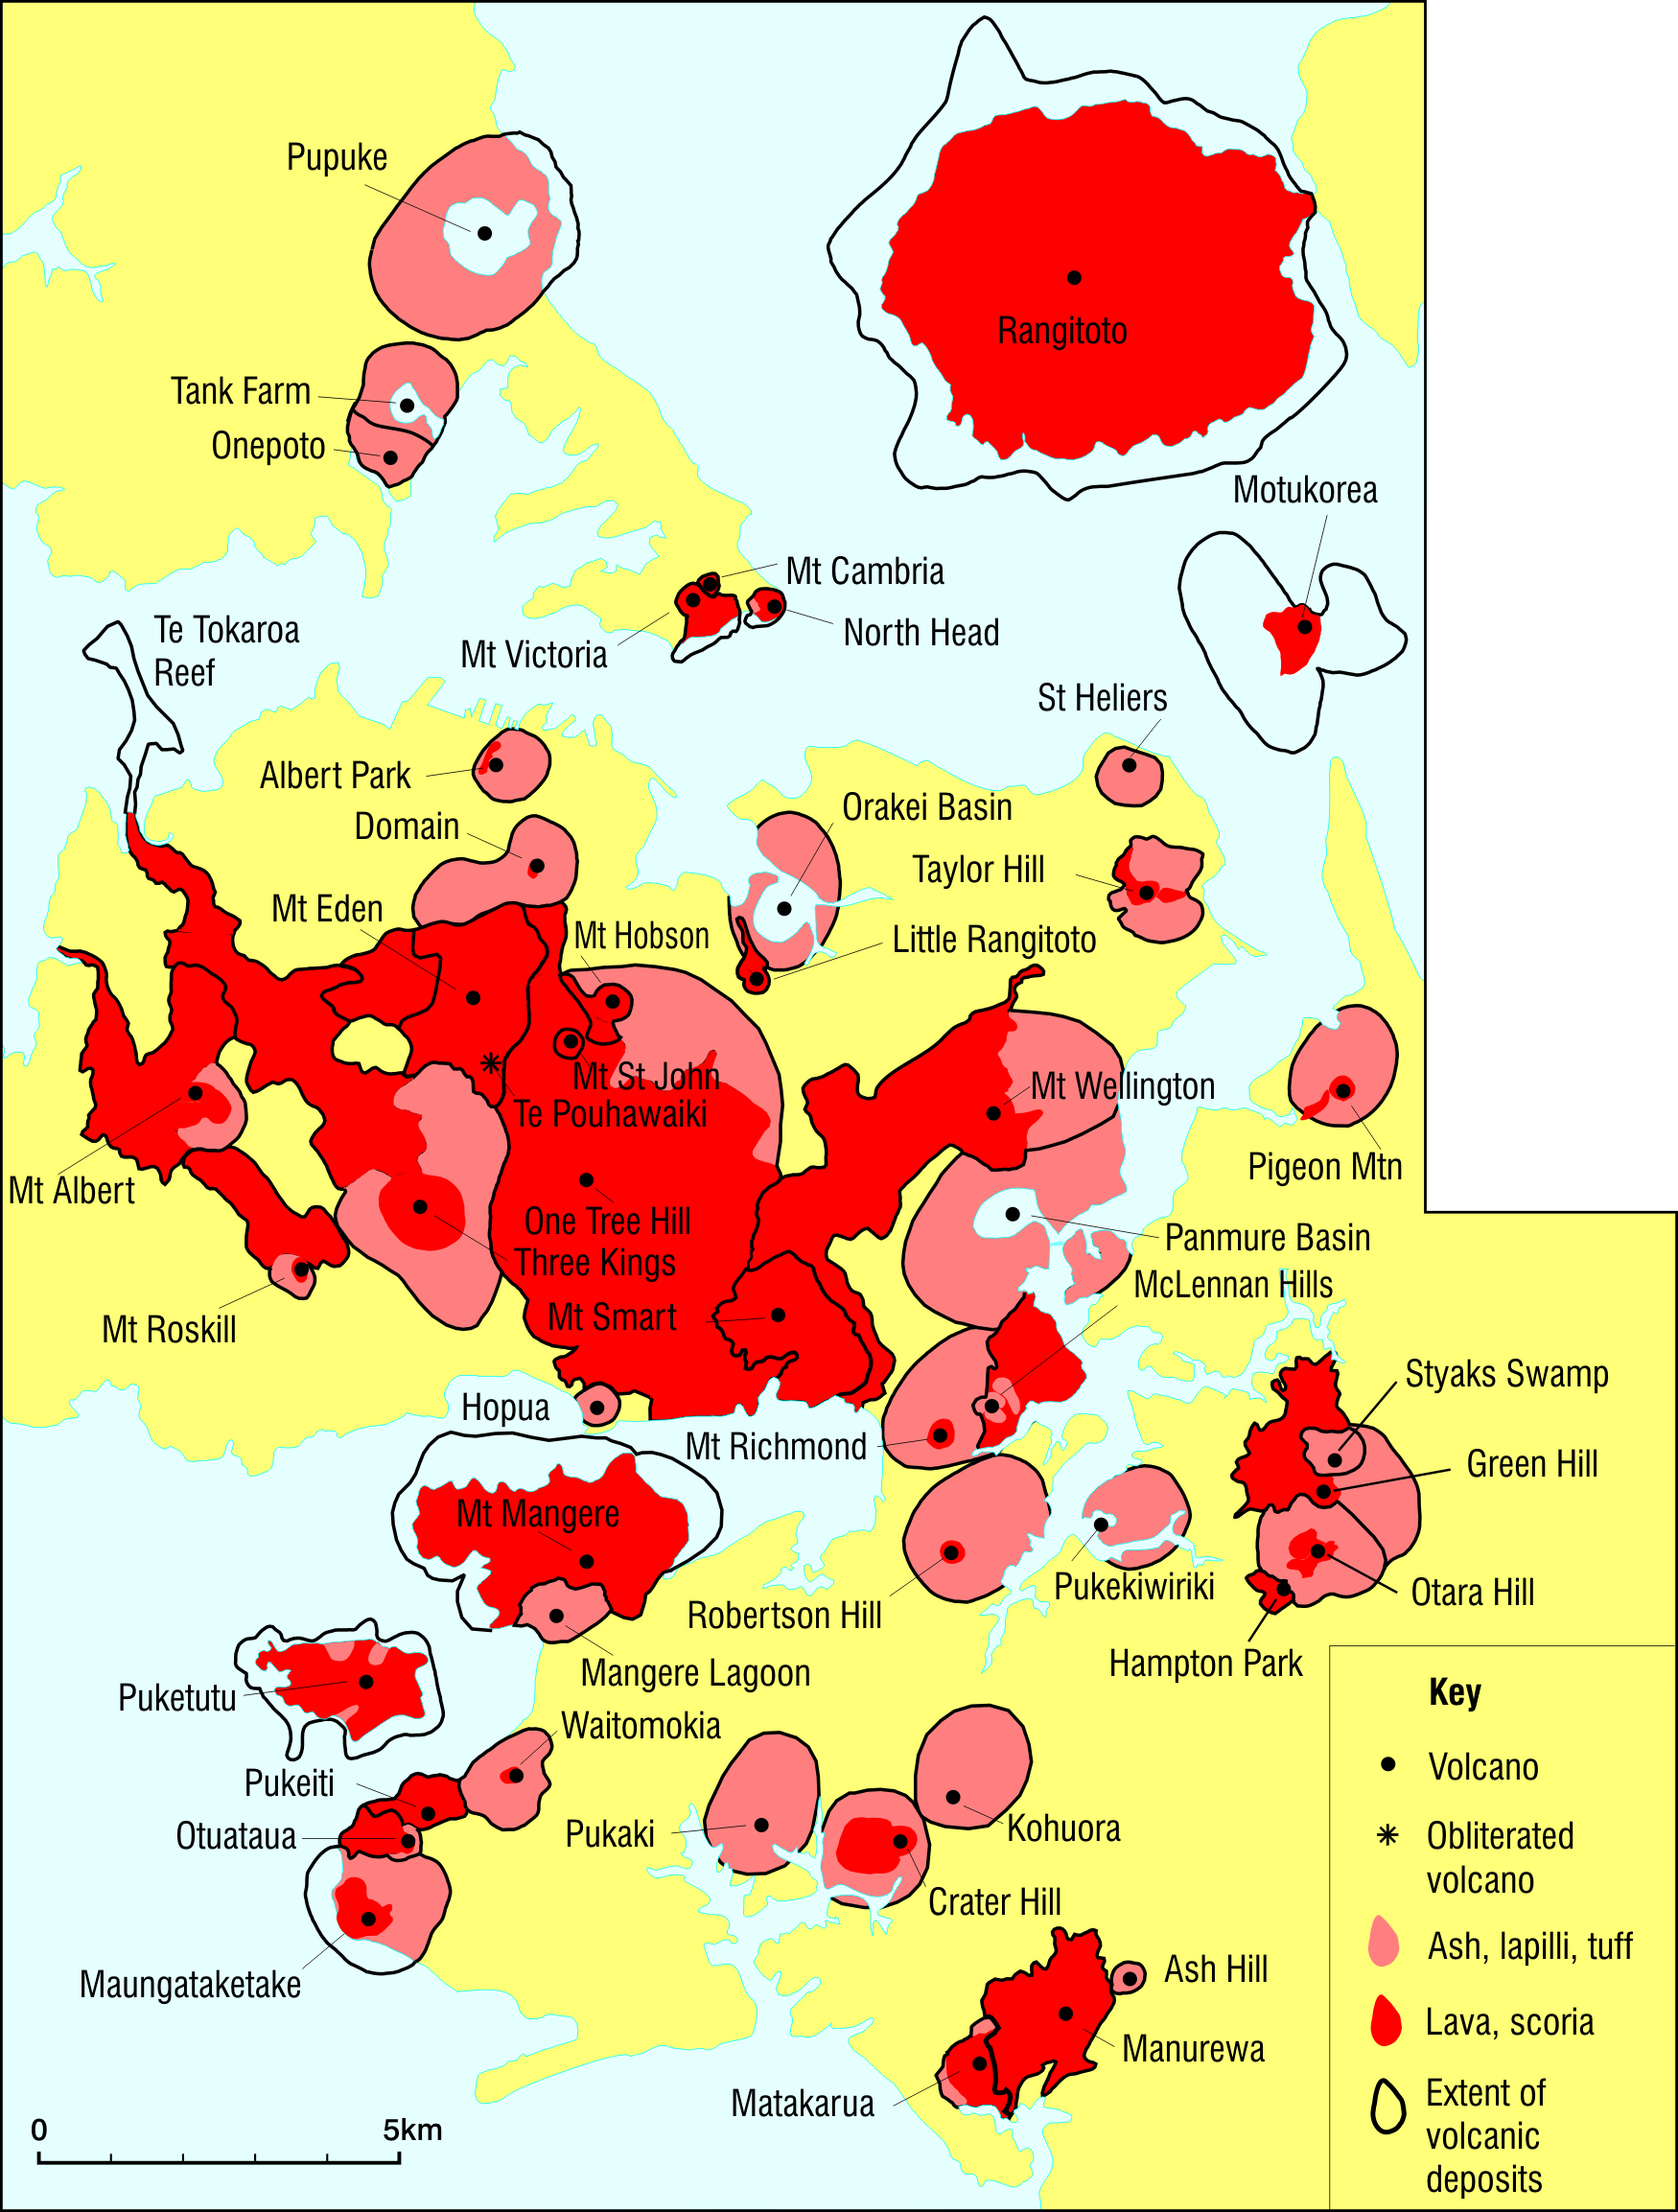 Pupuke
Rangitoto
Tank Farm
Onepoto
Motukorea
Mt Cambria
North Head
Mt Victoria
Te Tokaroa
Reef
St Heliers
Albert Park
Orakei Basin
Domain
Taylor Hill
Mt Eden
Mt Hobson
Little Rangitoto
Mt St John
Mt Wellington
Te Pouhawaiki
Pigeon Mtn
Mt Albert
One Tree Hill
Panmure Basin
Three Kings
McLennan Hills
Mt Smart
Mt Roskill
Styaks Swamp
Hopua
Mt Richmond
Green Hill
Mt Mangere
Pukekiwiriki
Otara Hill
Robertson Hill
Hampton Park
Mangere Lagoon
Puketutu
Waitomokia
Pukeiti
Otuataua
Pukaki
Kohuora
Crater Hill
Maungataketake
Ash Hill
Manurewa
Matakarua
Key
Volcano
Obliterated
volcano
Ash, lapilli, tuff
Lava, scoria
Extent of
volcanic
deposits
0 5km